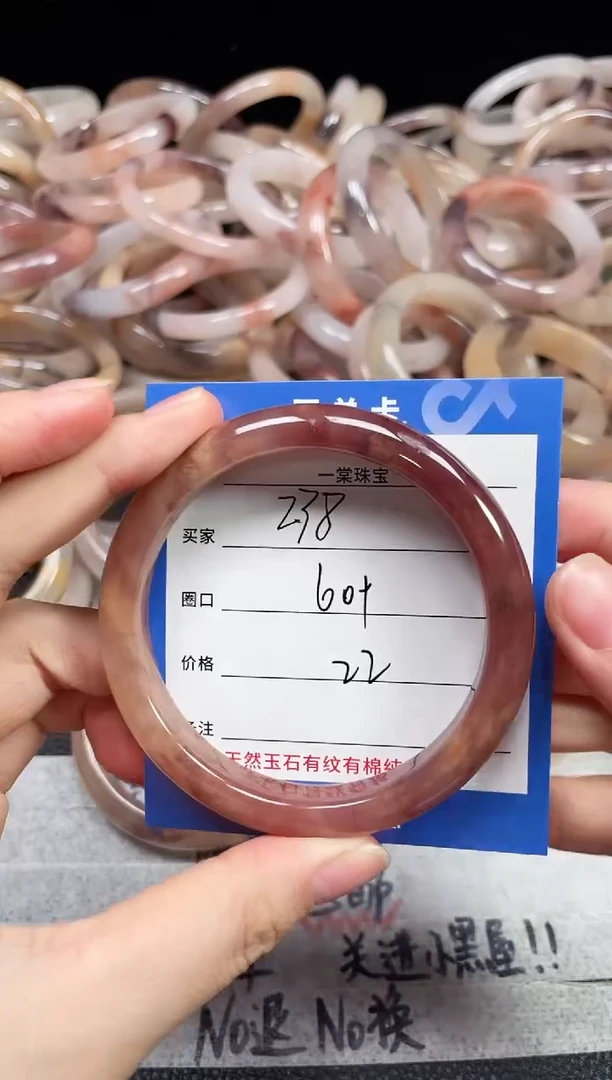 一棠珠宝
买家 238
圈口 60+
价格 22
注
天然玉石有纹有棉纯
关进小黑屋!!
No退 No换